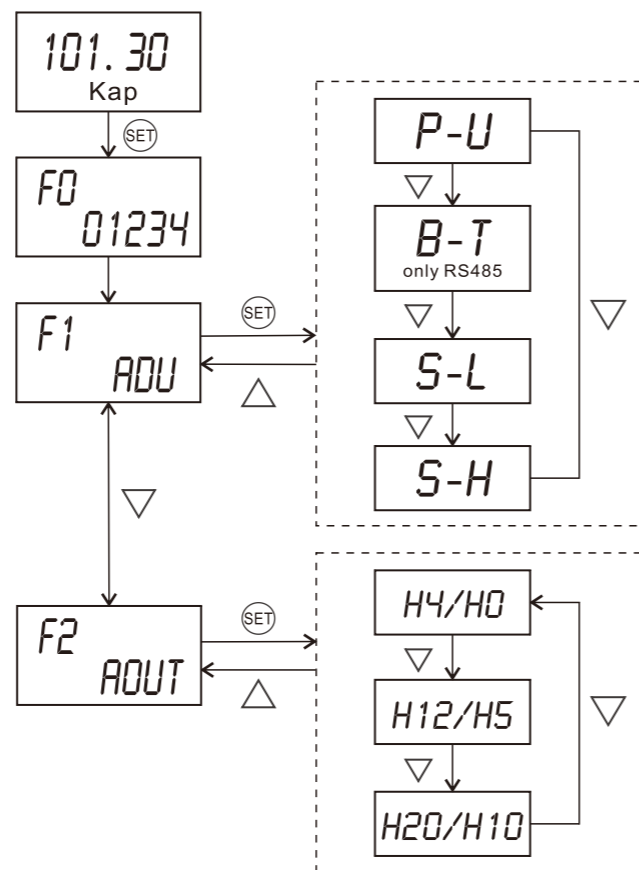 101.30
Kap
SET
F0
01234
F1
ADU
SET
P-U
B-T
only RS485
S-L
S-H
F2
AOUT
SET
H4/H0
H12/H5
H20/H10